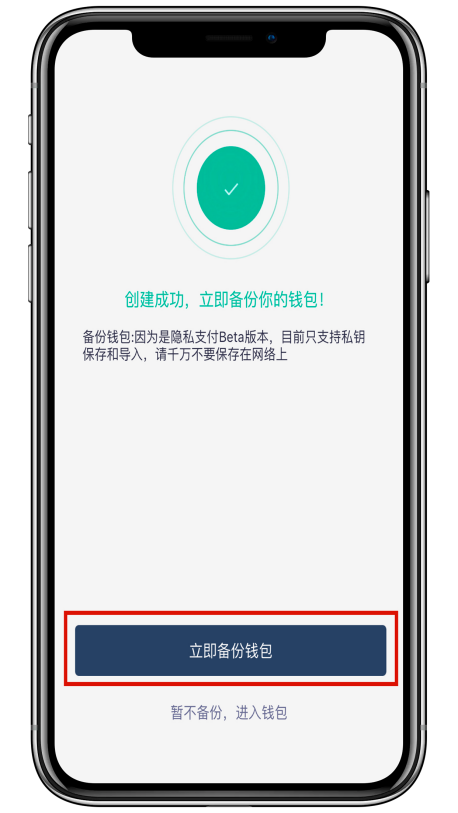 创建成功，立即备份你的钱包！
备份钱包:因为是隐私支付Beta版本，目前只支持私钥
保存和导入，请千万不要保存在网络上
立即备份钱包
暂不备份，进入钱包